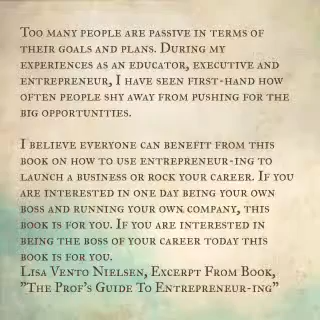 Too many people are passive in terms of
their goals and plans. During my
experiences as an educator, executive and
entrepreneur, I have seen first-hand how
often people shy away from pushing for the
big opportunities.

I believe everyone can benefit from this
book on how to use entrepreneur-ing to
launch a business or rock your career. If you
are interested in one day being your own
boss and running your own company, this
book is for you. If you are interested in
being the boss of your career today this
book is for you.
Lisa Vento Nielsen, Excerpt From Book,
"The Prof's Guide To Entrepreneur-ing"